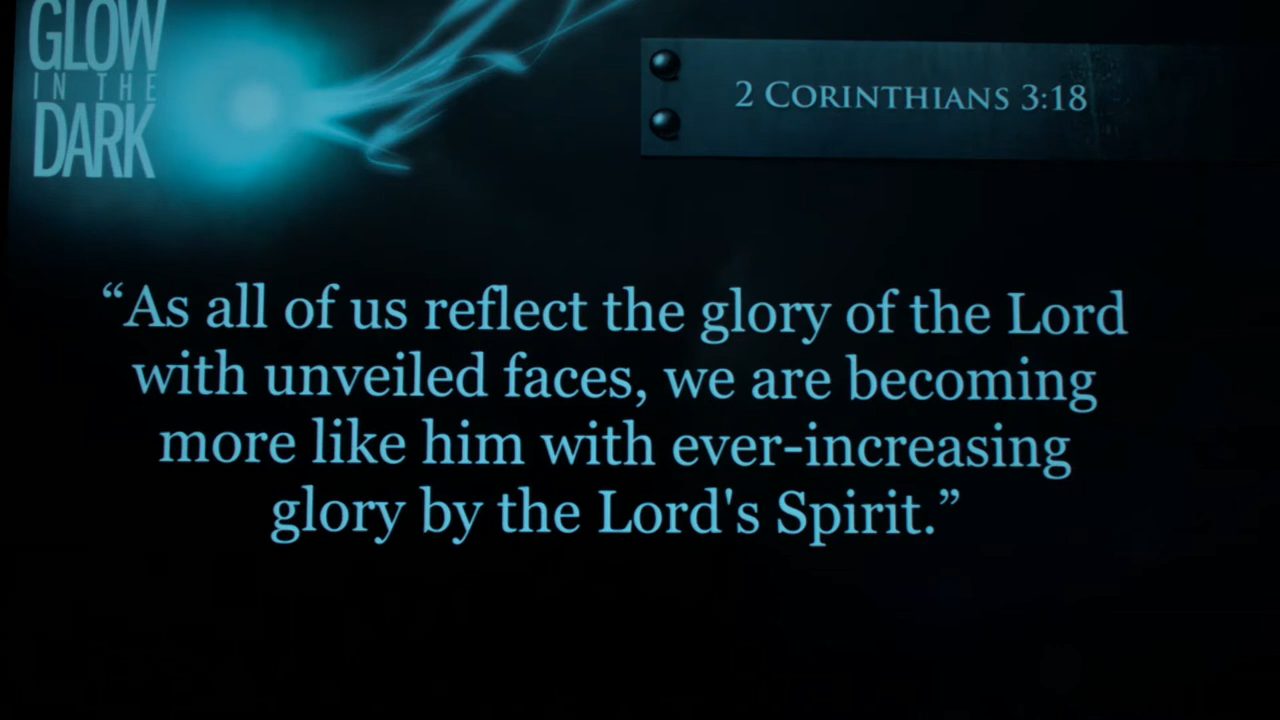 GLOW
IN THE
DARK
2 CORINTHIANS 3:18
“As all of us reflect the glory of the Lord
with unveiled faces, we are becoming
more like him with ever-increasing
glory by the Lord's Spirit.”